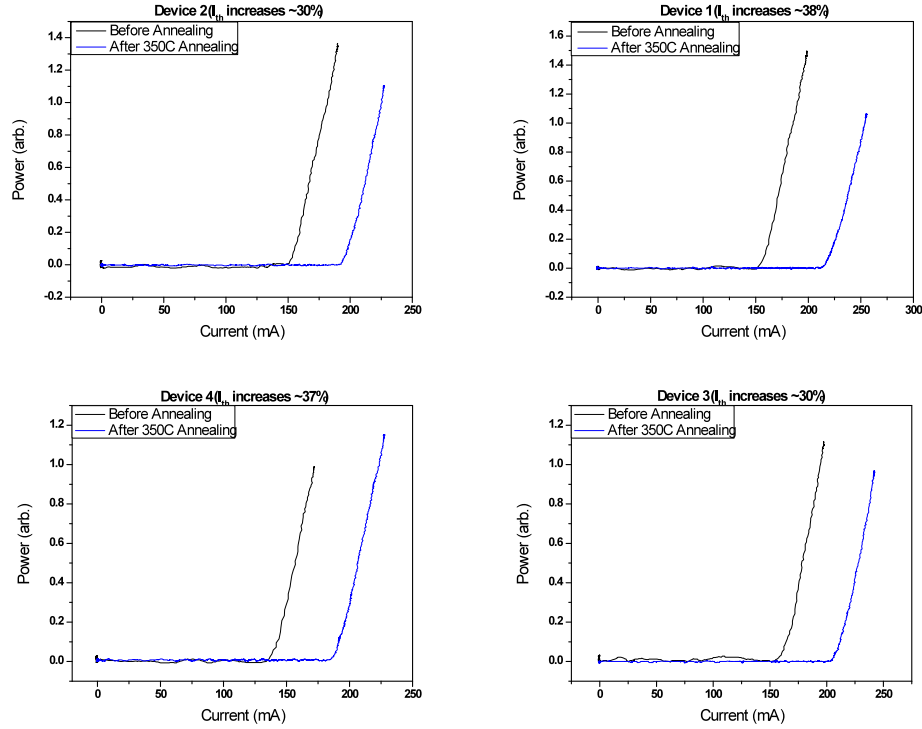 Device 2(I_th increases ~30%)
Before Annealing
After 350C Annealing
1.4
1.2
1.0
0.8
0.6
0.4
0.2
0.0
-0.2
Power (arb.)
0 50 100 150 200 250
Current (mA)
Device 1(I_th increases ~38%)
Before Annealing
After 350C Annealing
1.6
1.4
1.2
1.0
0.8
0.6
0.4
0.2
0.0
-0.2
Power (arb.)
0 50 100 150 200 250 300
Current (mA)
Device 4(I_th increases ~37%)
Before Annealing
After 350C Annealing
1.2
1.0
0.8
0.6
0.4
0.2
0.0
Power (arb.)
0 50 100 150 200 250
Current (mA)
Device 3(I_th increases ~30%)
Before Annealing
After 350C Annealing
1.2
1.0
0.8
0.6
0.4
0.2
0.0
Power (arb.)
0 50 100 150 200 250
Current (mA)